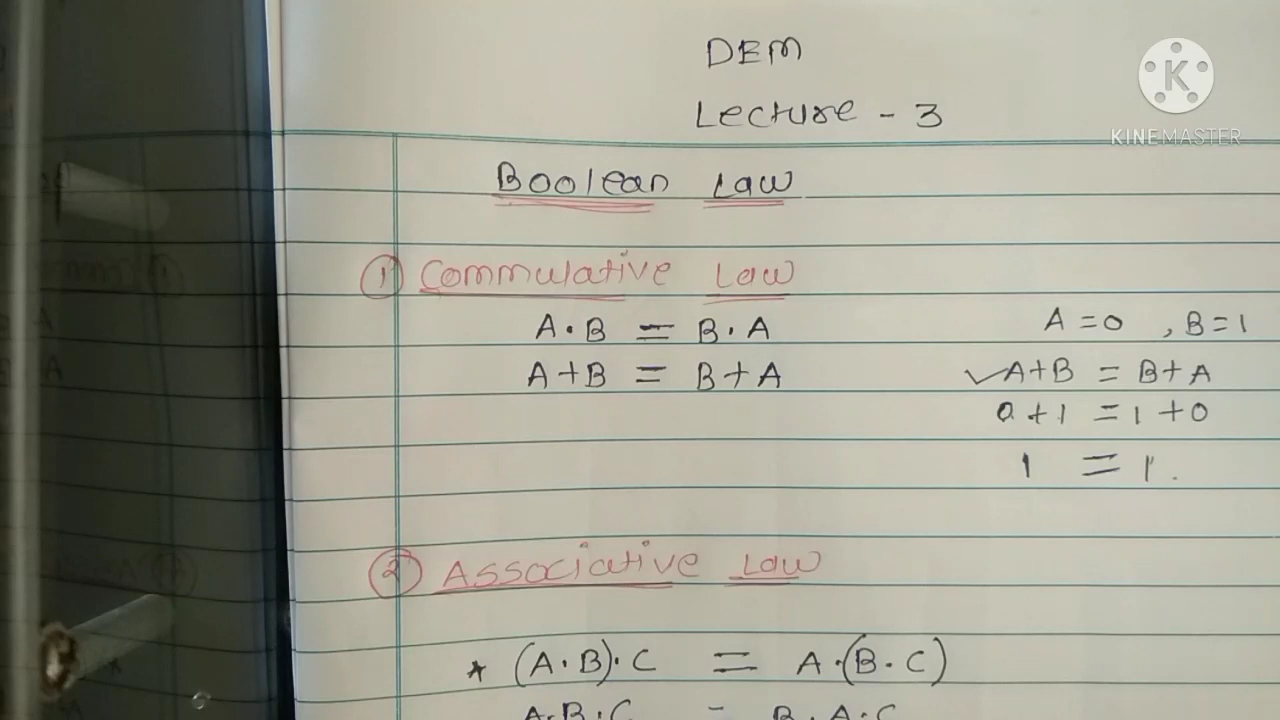 DEM
Lecture - 3
K
KINEMASTER
Boolean Law
① Commulative Law
A·B = B·A
A+B = B+A
A=0 , B=1
✓A+B = B+A
0+1 = 1+0
1 = 1.
② Associative Law
* (A·B)·C = A·(B·C)
A·B·C = B·A·C